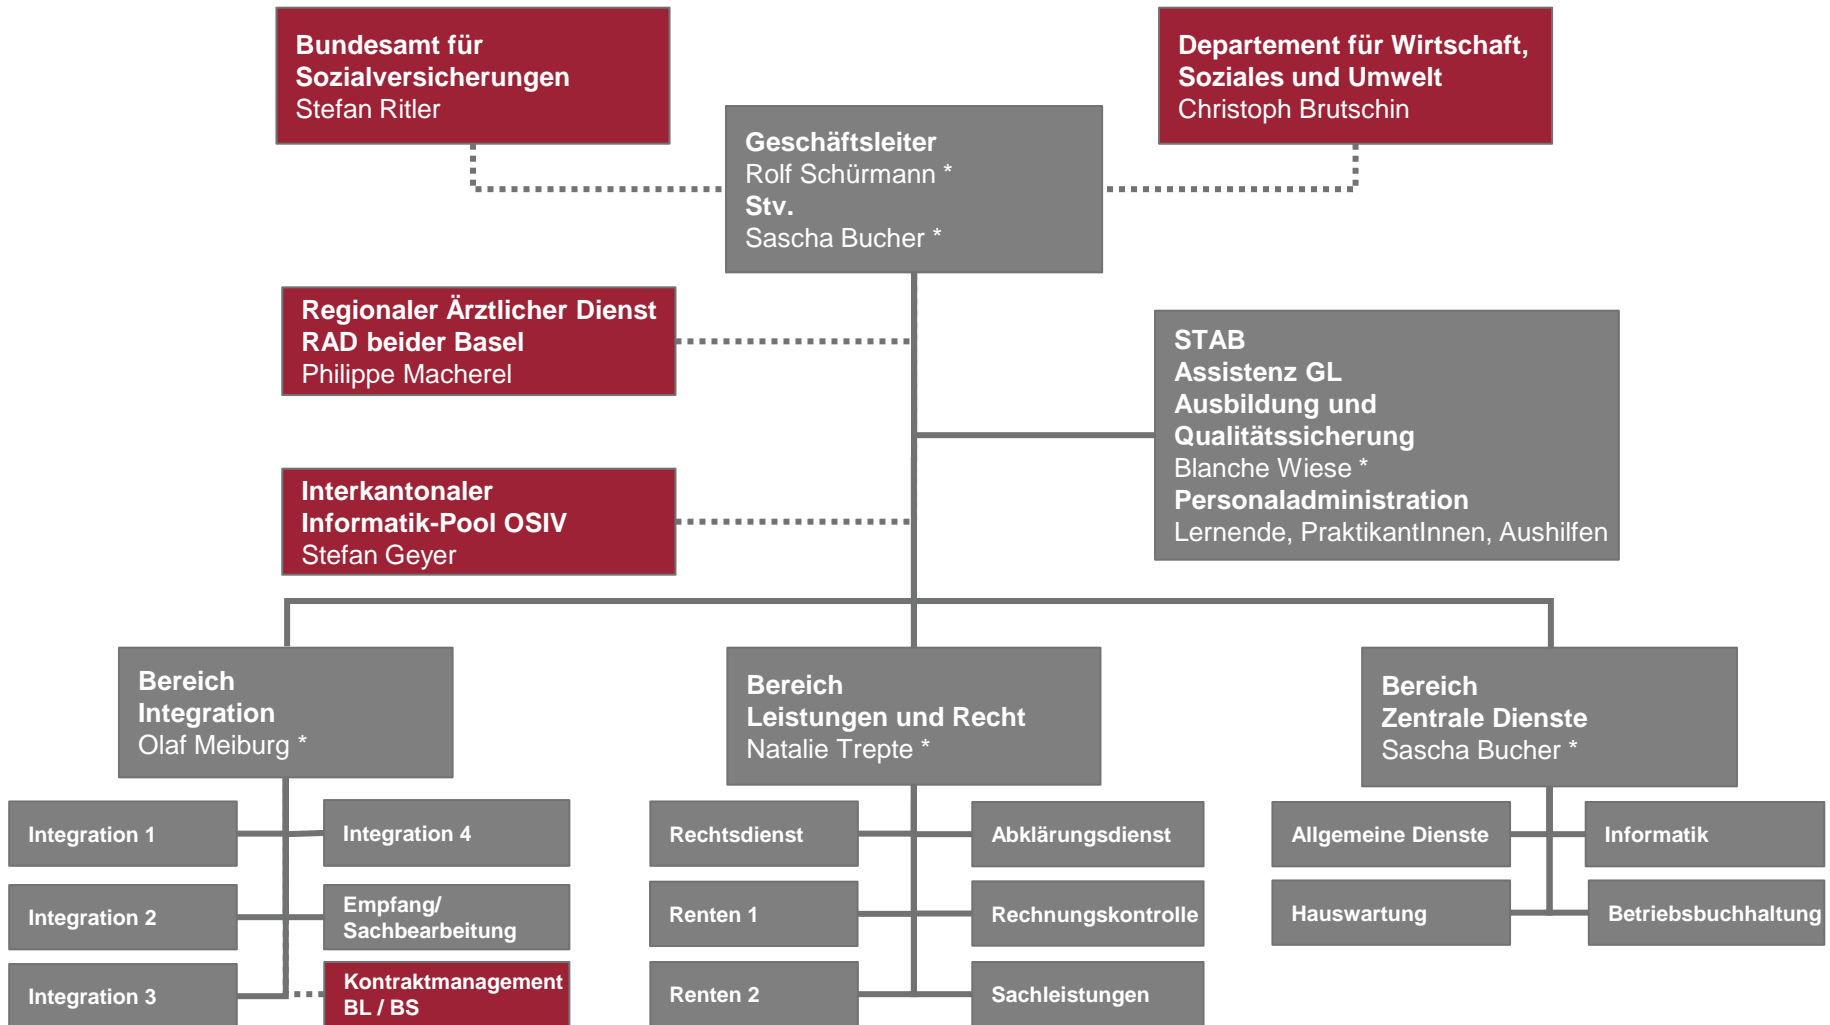 Bundesamt für
Sozialversicherungen
Stefan Ritler
Departement für Wirtschaft,
Soziales und Umwelt
Christoph Brutschin
Geschäftsleiter
Rolf Schürmann *
Stv.
Sascha Bucher *
Regionaler Ärztlicher Dienst
RAD beider Basel
Philippe Macherel
STAB
Assistenz GL
Ausbildung und
Qualitätssicherung
Blanche Wiese *
Personaladministration
Lernende, PraktikantInnen, Aushilfen
Interkantonaler
Informatik-Pool OSIV
Stefan Geyer
Bereich
Integration
Olaf Meiburg *
Bereich
Leistungen und Recht
Natalie Trepte *
Bereich
Zentrale Dienste
Sascha Bucher *
Integration 1
Integration 4
Integration 2
Empfang/
Sachbearbeitung
Integration 3
Kontraktmanagement
BL / BS
Rechtsdienst
Abklärungsdienst
Renten 1
Rechnungskontrolle
Renten 2
Sachleistungen
Allgemeine Dienste
Informatik
Hauswartung
Betriebsbuchhaltung